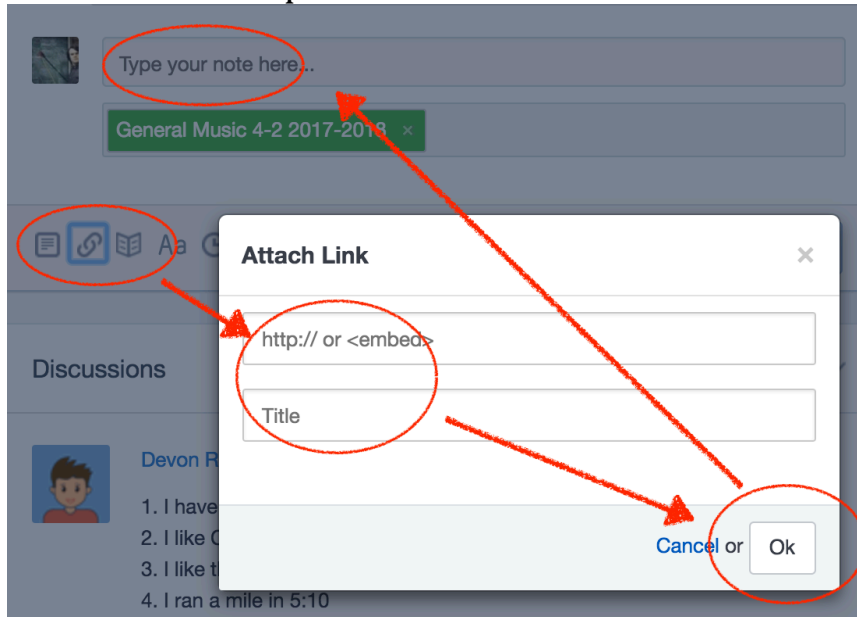 Type your note here...
General Music 4-2 2017-2018 ×
Aa
Attach Link ×
http:// or <embed>
Title
Cancel or Ok
Discussions
Devon R
1. I have
2. I like
3. I like
4. I ran a mile in 5:10